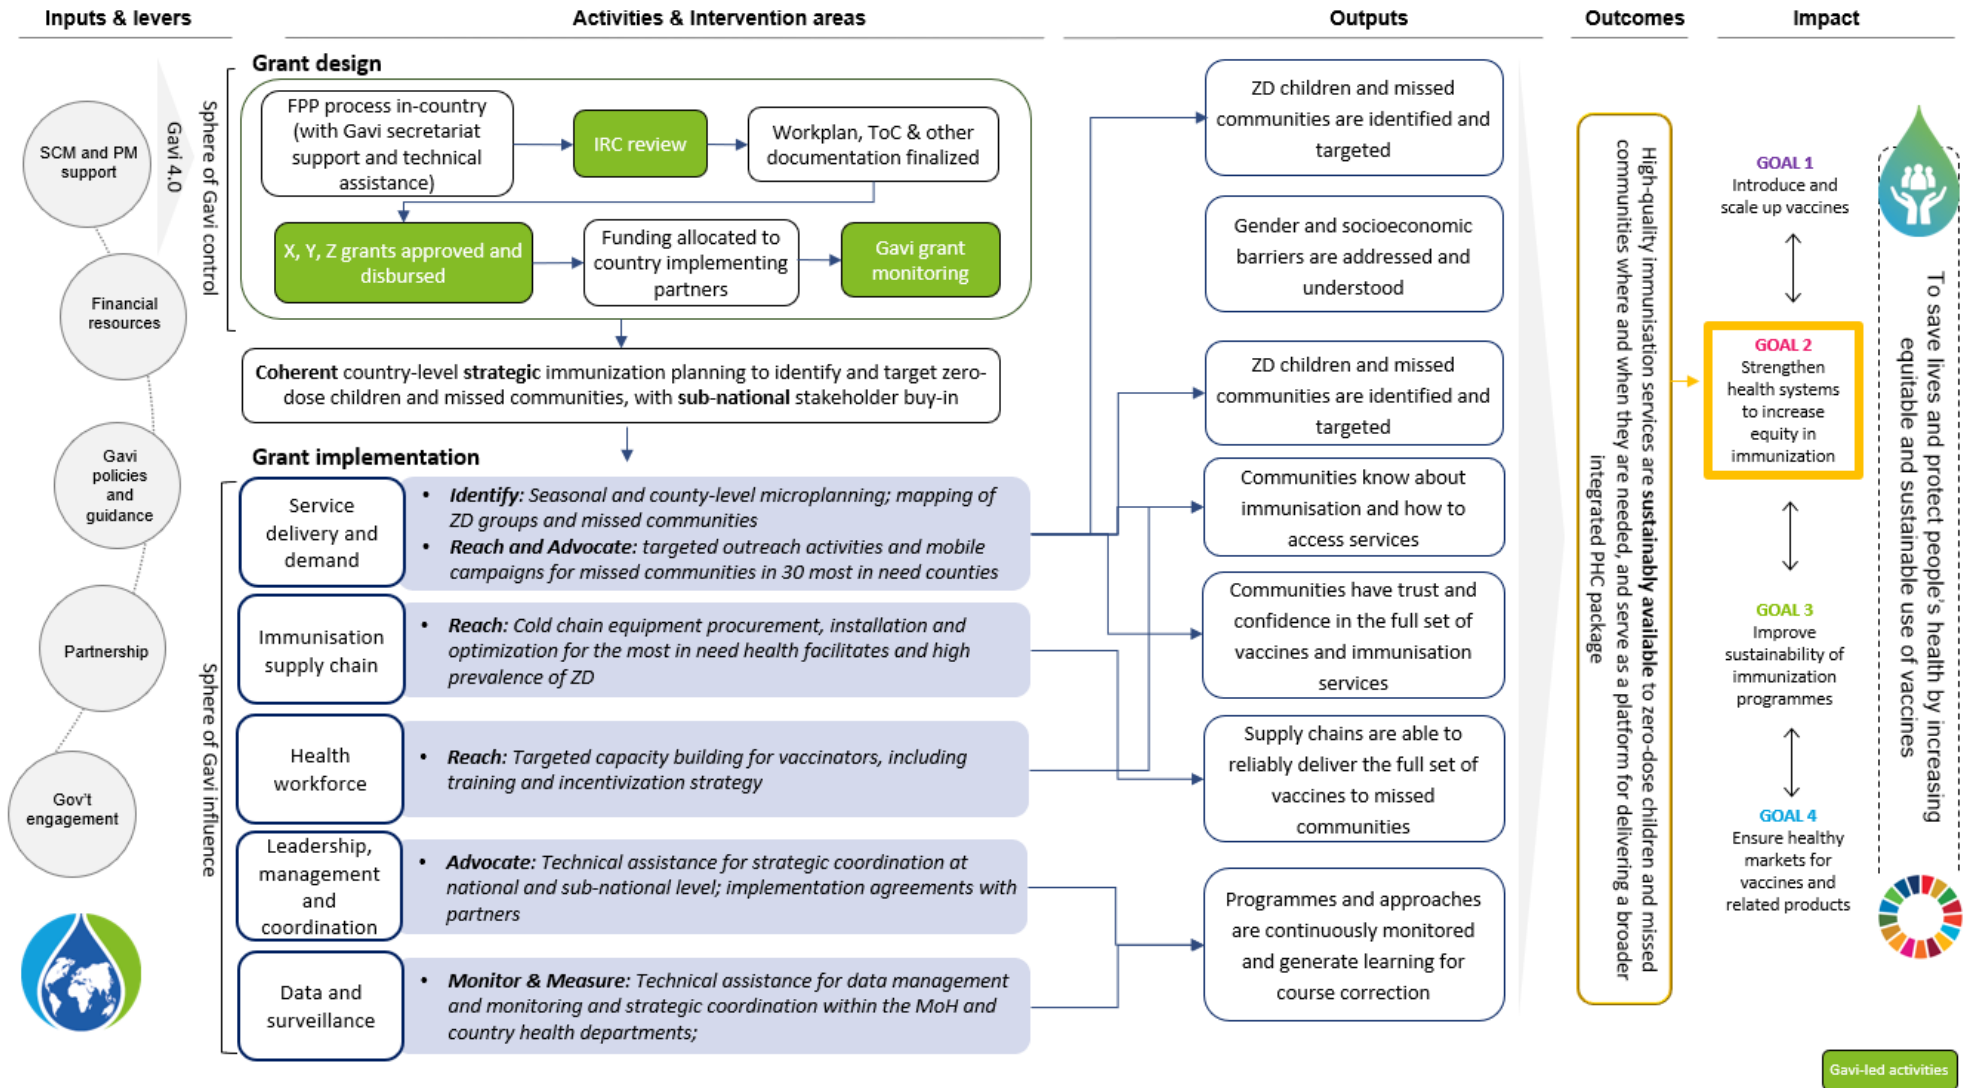 Inputs & levers
Activities & Intervention areas
Outputs
Outcomes
Impact
SCM and PM
support
Financial
resources
Gavi
policies
and
guidance
Partnership
Gov't
engagement
Gavi 4.0
Sphere of Gavi control
Grant design
FPP process in-country
(with Gavi secretariat
support and technical
assistance)
IRC review
Workplan, ToC & other
documentation finalized
X, Y, Z grants approved and
disbursed
Funding allocated to
country implementing
partners
Gavi grant
monitoring
Coherent country-level strategic immunization planning to identify and target zero-
dose children and missed communities, with sub-national stakeholder buy-in
Grant implementation
Sphere of Gavi influence
Service
delivery and
demand
• Identify: Seasonal and county-level microplanning; mapping of
ZD groups and missed communities
• Reach and Advocate: targeted outreach activities and mobile
campaigns for missed communities in 30 most in need counties
Immunisation
supply chain
• Reach: Cold chain equipment procurement, installation and
optimization for the most in need health facilitates and high
prevalence of ZD
Health
workforce
• Reach: Targeted capacity building for vaccinators, including
training and incentivization strategy
Leadership,
management
and
coordination
• Advocate: Technical assistance for strategic coordination at
national and sub-national level; implementation agreements with
partners
Data and
surveillance
• Monitor & Measure: Technical assistance for data management
and monitoring and strategic coordination within the MoH and
country health departments;
ZD children and missed
communities are identified and
targeted
Gender and socioeconomic
barriers are addressed and
understood
ZD children and missed
communities are identified and
targeted
Communities know about
immunisation and how to
access services
Communities have trust and
confidence in the full set of
vaccines and immunisation
services
Supply chains are able to
reliably deliver the full set of
vaccines to missed
communities
Programmes and approaches
are continuously monitored
and generate learning for
course correction
High-quality immunisation services are sustainably available to zero-dose children and missed
communities where and when they are needed, and serve as a platform for delivering a broader
integrated PHC package
GOAL 1
Introduce and
scale up vaccines
GOAL 2
Strengthen
health systems
to increase
equity in
immunization
GOAL 3
Improve
sustainability of
immunization
programmes
GOAL 4
Ensure healthy
markets for
vaccines and
related products
To save lives and protect people's health by increasing
equitable and sustainable use of vaccines
Gavi-led activities